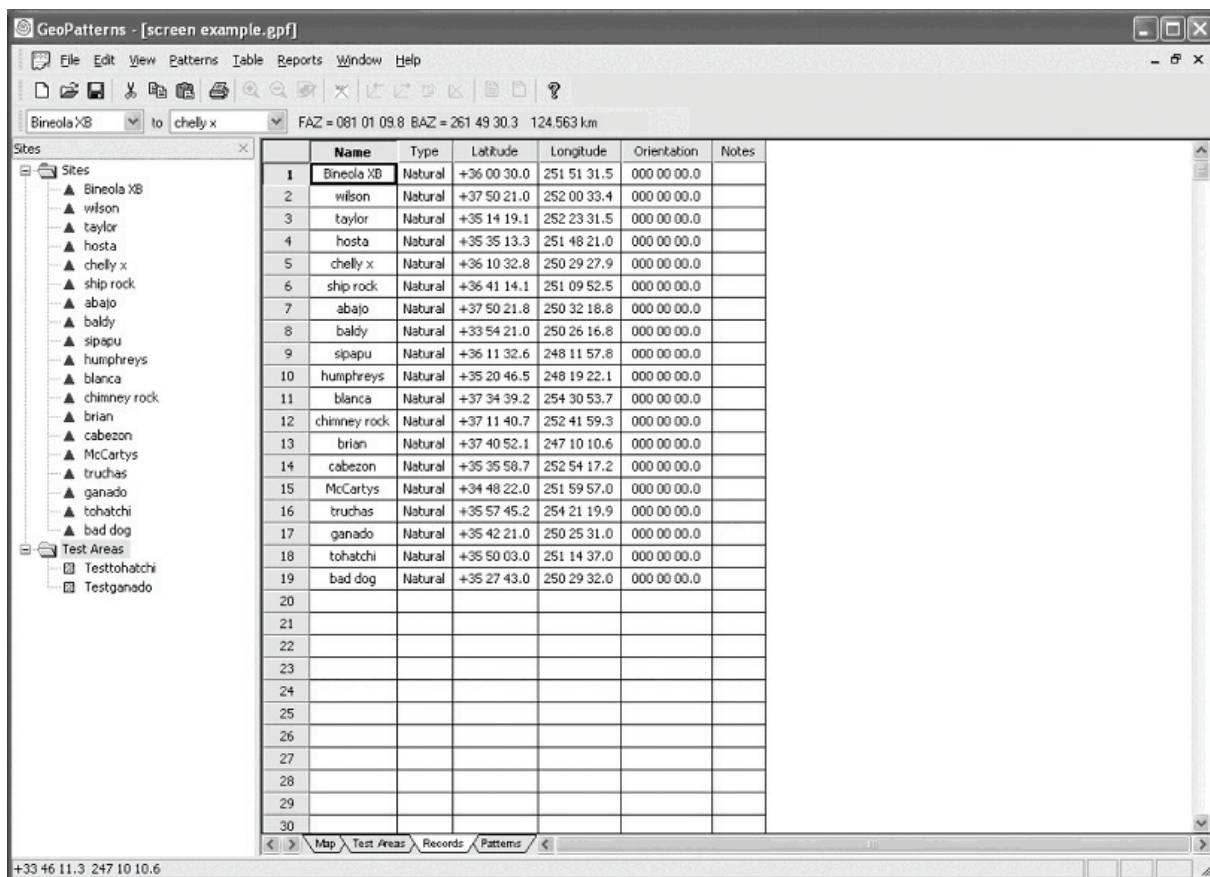 GeoPatterns - [screen example.gpf]
File Edit View Patterns Table Reports Window Help
Bineola XB to chelly x FAZ = 081 01 09.8 BAZ = 261 49 30.3 124.563 km
Sites
Sites
Bineola XB
wilson
taylor
hosta
chelly x
ship rock
abajo
baldy
sipapu
humphreys
blanca
chimney rock
brian
cabezon
McCartys
truchas
ganado
tohatchi
bad dog
Test Areas
Testtohatchi
Testganado
Name Type Latitude Longitude Orientation Notes
1 Bineola XB Natural +36 00 30.0 251 51 31.5 000 00 00.0
2 wilson Natural +37 50 21.0 252 00 33.4 000 00 00.0
3 taylor Natural +35 14 19.1 252 23 31.5 000 00 00.0
4 hosta Natural +35 35 13.3 251 48 21.0 000 00 00.0
5 chelly x Natural +36 10 32.8 250 29 27.9 000 00 00.0
6 ship rock Natural +36 41 14.1 251 09 52.5 000 00 00.0
7 abajo Natural +37 50 21.8 250 32 18.8 000 00 00.0
8 baldy Natural +33 54 21.0 250 26 16.8 000 00 00.0
9 sipapu Natural +36 11 32.6 248 11 57.8 000 00 00.0
10 humphreys Natural +35 20 46.5 248 19 22.1 000 00 00.0
11 blanca Natural +37 34 39.2 254 30 53.7 000 00 00.0
12 chimney rock Natural +37 11 40.7 252 41 59.3 000 00 00.0
13 brian Natural +37 40 52.1 247 10 10.6 000 00 00.0
14 cabezon Natural +35 35 58.7 252 54 17.2 000 00 00.0
15 McCartys Natural +34 48 22.0 251 59 57.0 000 00 00.0
16 truchas Natural +35 57 45.2 254 21 19.9 000 00 00.0
17 ganado Natural +35 42 21.0 250 25 31.0 000 00 00.0
18 tohatchi Natural +35 50 03.0 251 14 37.0 000 00 00.0
19 bad dog Natural +35 27 43.0 250 29 32.0 000 00 00.0
20
21
22
23
24
25
26
27
28
29
30
Map Test Areas Records Patterns
+33 46 11.3 247 10 10.6